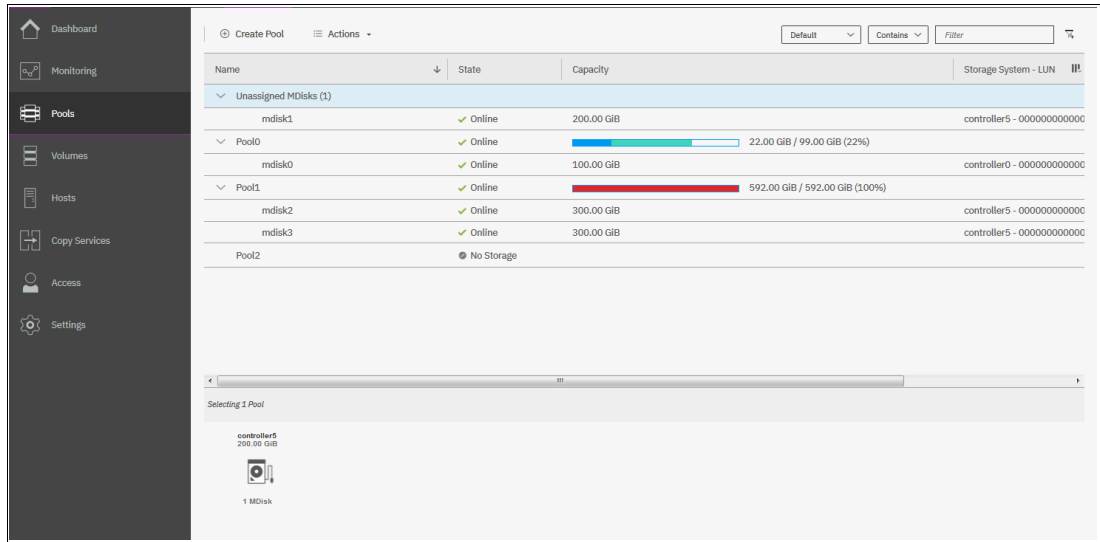 Dashboard
Monitoring
Pools
Volumes
Hosts
Copy Services
Access
Settings
Create Pool Actions Default Contains Filter
Name State Capacity Storage System - LUN
Unassigned MDisks (1)
mdisk1 Online 200.00 GiB controller5 - 000000000000
Pool0 Online 22.00 GiB / 99.00 GiB (22%)
mdisk0 Online 100.00 GiB controller0 - 000000000000
Pool1 Online 592.00 GiB / 592.00 GiB (100%)
mdisk2 Online 300.00 GiB controller5 - 000000000000
mdisk3 Online 300.00 GiB controller5 - 000000000000
Pool2 No Storage
Selecting 1 Pool
controller5
200.00 GiB
1 MDisk